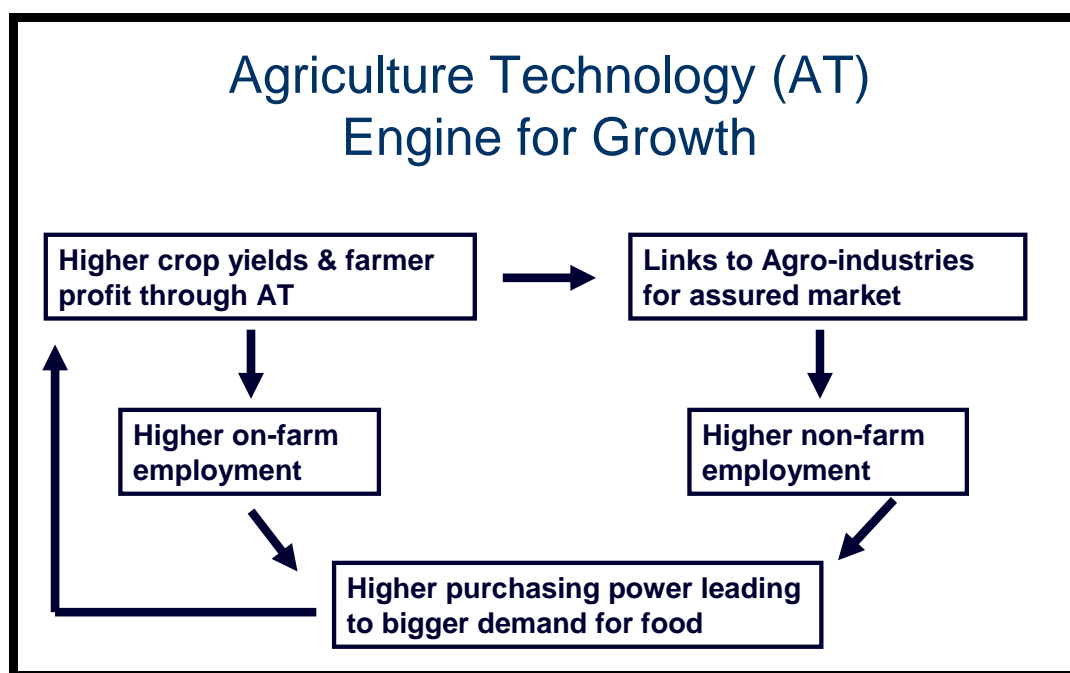 Agriculture Technology (AT)
Engine for Growth
Higher crop yields & farmer
profit through AT
Links to Agro-industries
for assured market
Higher on-farm
employment
Higher non-farm
employment
Higher purchasing power leading
to bigger demand for food